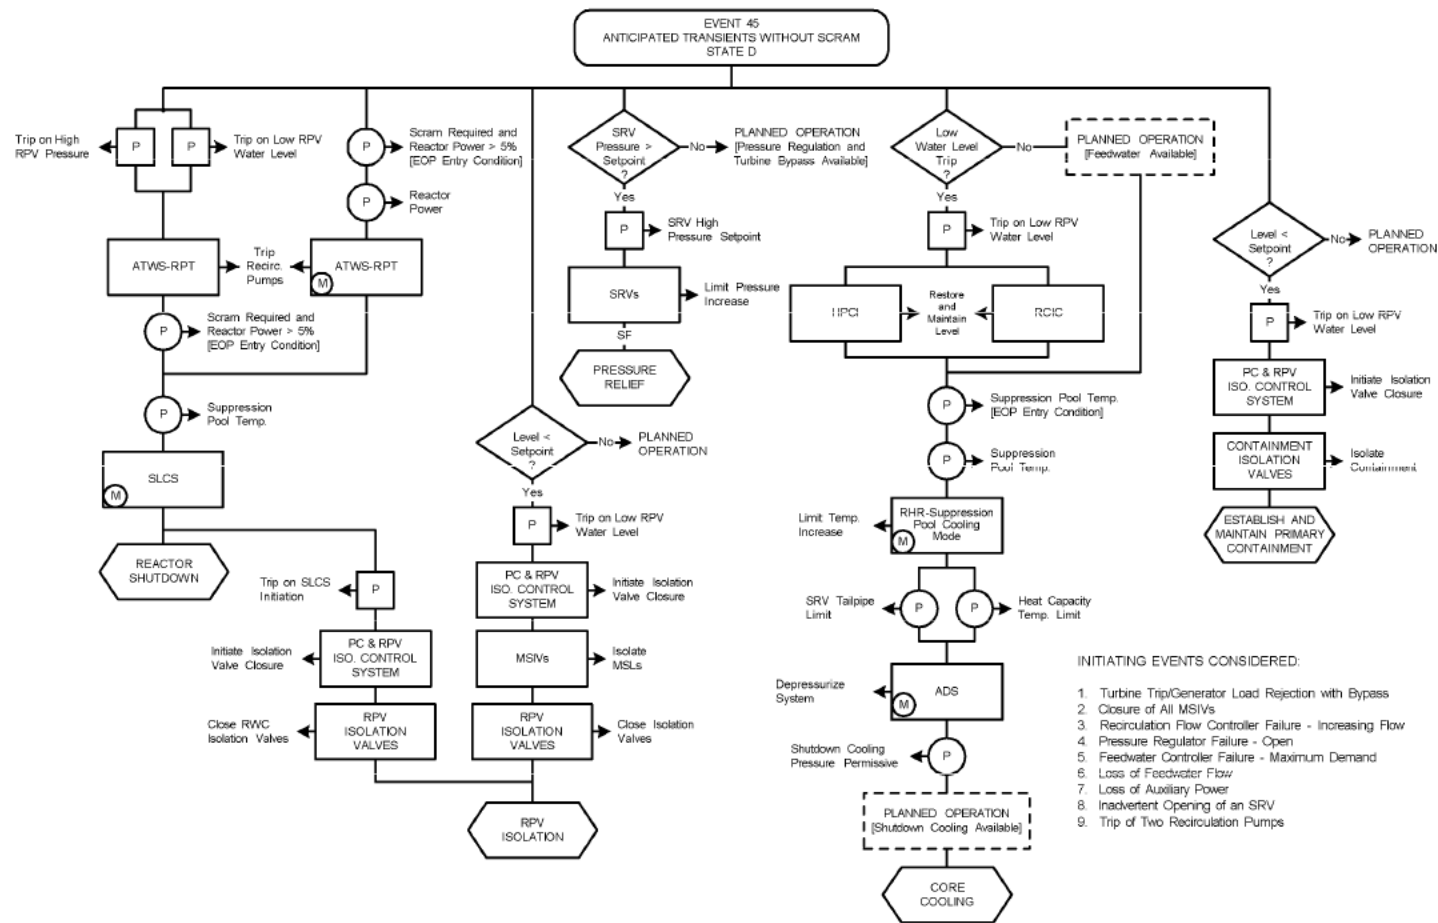 EVENT 45
ANTICIPATED TRANSIENTS WITHOUT SCRAM
STATE D
Trip on High
RPV Pressure
P
P
Trip on Low RPV
Water Level
P
Scram Required and
Reactor Power > 5%
[EOP Entry Condition]
P
Reactor
Power
ATWS-RPT
Trip
Recirc.
Pumps
ATWS-RPT
M
P
Scram Required and
Reactor Power > 5%
[EOP Entry Condition]
P
Suppression
Pool Temp.
SLCS
M
REACTOR
SHUTDOWN
Trip on SLCS
Initiation
P
Initiate Isolation
Valve Closure
PC & RPV
ISO. CONTROL
SYSTEM
Close RWC
Isolation Valves
RPV
ISOLATION
VALVES
Level <
Setpoint
?
No
PLANNED
OPERATION
Yes
P
Trip on Low RPV
Water Level
PC & RPV
ISO. CONTROL
SYSTEM
Initiate Isolation
Valve Closure
MSIVs
Isolate
MSLs
RPV
ISOLATION
VALVES
Close Isolation
Valves
RPV
ISOLATION
SRV
Pressure >
Setpoint
?
No
PLANNED OPERATION
[Pressure Regulation and
Turbine Bypass Available]
Yes
P
SRV High
Pressure Setpoint
SRVs
Limit Pressure
Increase
SF
PRESSURE
RELIEF
Low
Water Level
Trip
?
No
PLANNED OPERATION
[Feedwater Available]
Yes
P
Trip on Low RPV
Water Level
HPCI
Restore
and
Maintain
Level
RCIC
P
Suppression Pool Temp.
[EOP Entry Condition]
P
Suppression
Pool Temp.
Limit Temp.
Increase
RHR-Suppression
Pool Cooling
Mode
M
SRV Tailpipe
Limit
P
P
Heat Capacity
Temp. Limit
Depressurize
System
ADS
M
Shutdown Cooling
Pressure Permissive
P
PLANNED OPERATION
[Shutdown Cooling Available]
CORE
COOLING
Level <
Setpoint
?
No
PLANNED
OPERATION
Yes
P
Trip on Low RPV
Water Level
PC & RPV
ISO. CONTROL
SYSTEM
Initiate Isolation
Valve Closure
CONTAINMENT
ISOLATION
VALVES
Isolate
Containment
ESTABLISH AND
MAINTAIN PRIMARY
CONTAINMENT
INITIATING EVENTS CONSIDERED:
1. Turbine Trip/Generator Load Rejection with Bypass
2. Closure of All MSIVs
3. Recirculation Flow Controller Failure - Increasing Flow
4. Pressure Regulator Failure - Open
5. Feedwater Controller Failure - Maximum Demand
6. Loss of Feedwater Flow
7. Loss of Auxiliary Power
8. Inadvertent Opening of an SRV
9. Trip of Two Recirculation Pumps